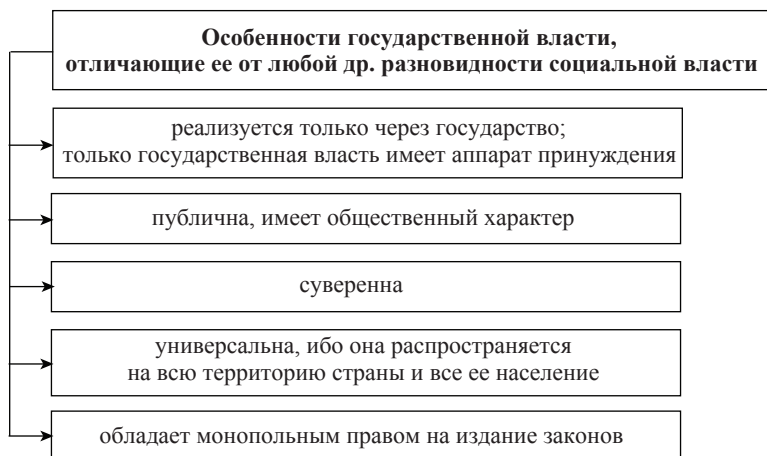 Особенности государственной власти,
отличающие ее от любой др. разновидности социальной власти
реализуется только через государство;
только государственная власть имеет аппарат принуждения
публична, имеет общественный характер
суверенна
универсальна, ибо она распространяется
на всю территорию страны и все ее население
обладает монопольным правом на издание законов